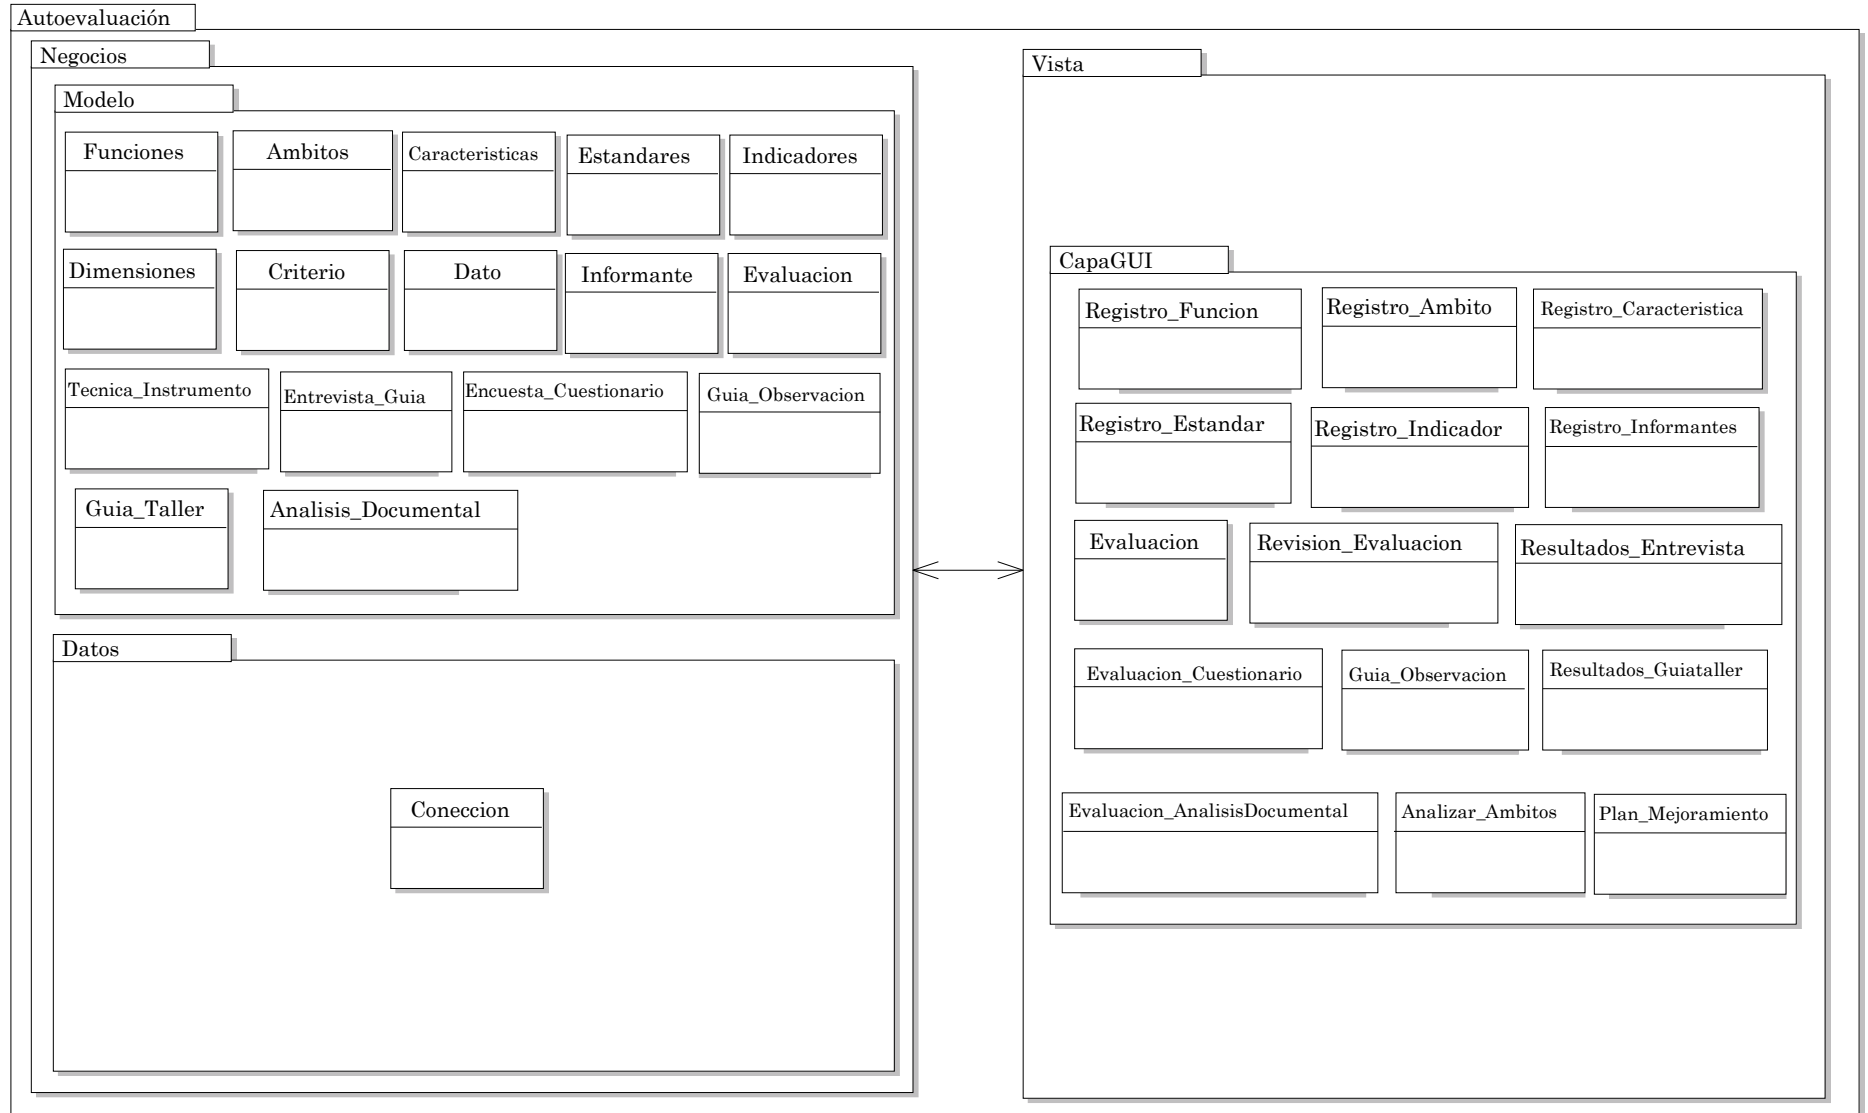 Autoevaluación
Negocios
Modelo
Funciones
Ambitos
Caracteristicas
Estandares
Indicadores
Dimensiones
Criterio
Dato
Informante
Evaluacion
Tecnica_Instrumento
Entrevista_Guia
Encuesta_Cuestionario
Guia_Observacion
Guia_Taller
Analisis_Documental
Datos
Coneccion
Vista
CapaGUI
Registro_Funcion
Registro_Ambito
Registro_Caracteristica
Registro_Estandar
Registro_Indicador
Registro_Informantes
Evaluacion
Revision_Evaluacion
Resultados_Entrevista
Evaluacion_Cuestionario
Guia_Observacion
Resultados_Guiataller
Evaluacion_AnalisisDocumental
Analizar_Ambitos
Plan_Mejoramiento